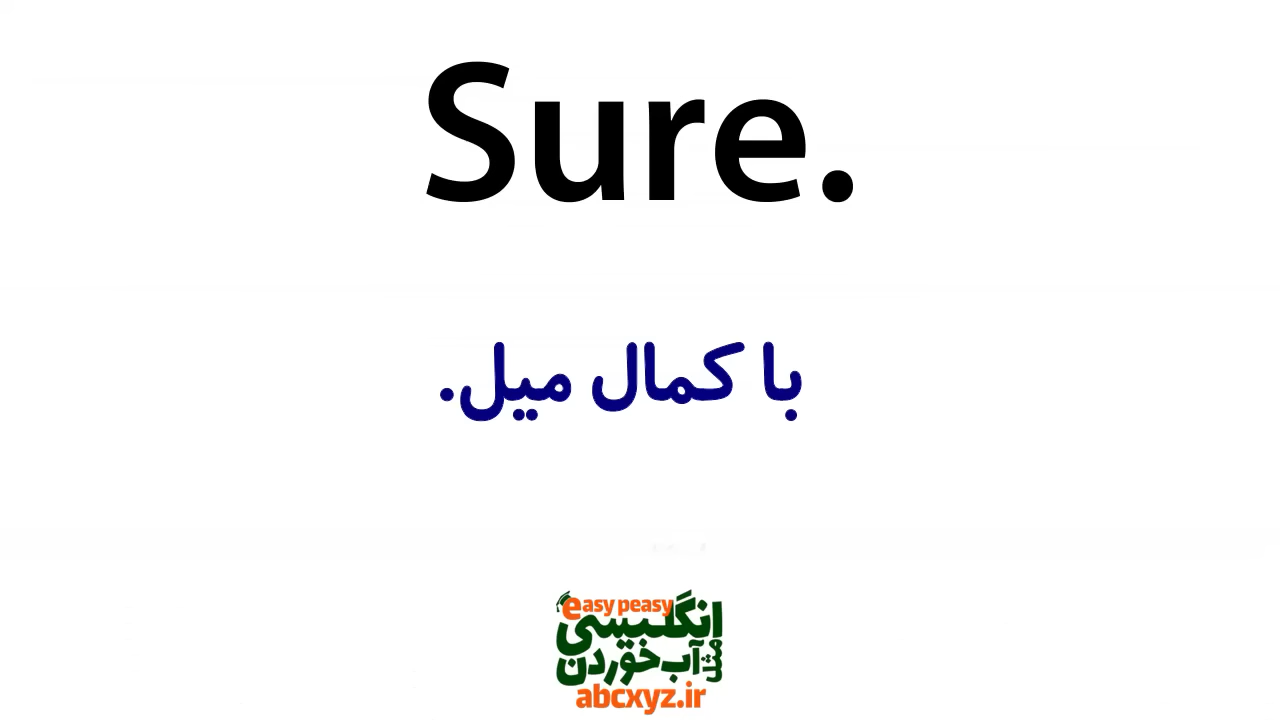 Sure.
با کمال میل.
easy peasy
انگلیسی
مثل آب خوردن
abcxyz.ir